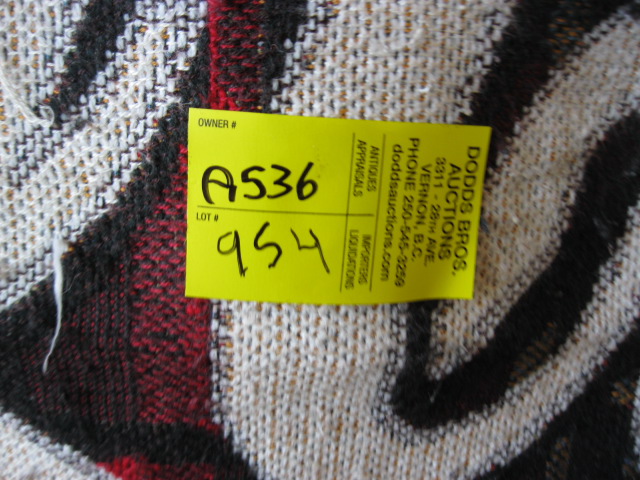 OWNER #
A536
LOT #
954
DODDS BROS.
AUCTIONS
3311 - 28TH AVE.
VERNON, B.C.
PHONE 250-545-3259
doddsauctions.com
ANTIQUES
APPRAISALS
IMPORTERS
LIQUIDATIONS